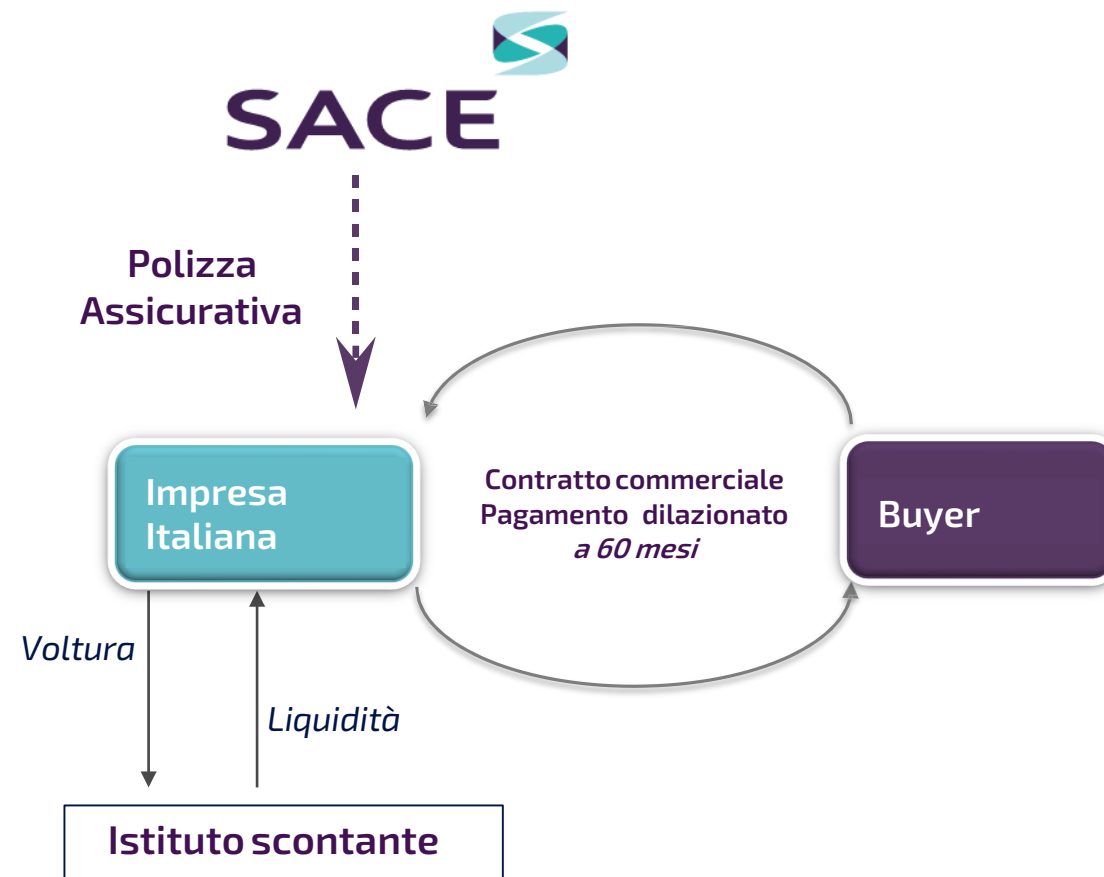 SACE
Polizza
Assicurativa
Impresa
Italiana
Contratto commerciale
Pagamento dilazionato
a 60 mesi
Buyer
Voltura
Liquidità
Istituto scontante